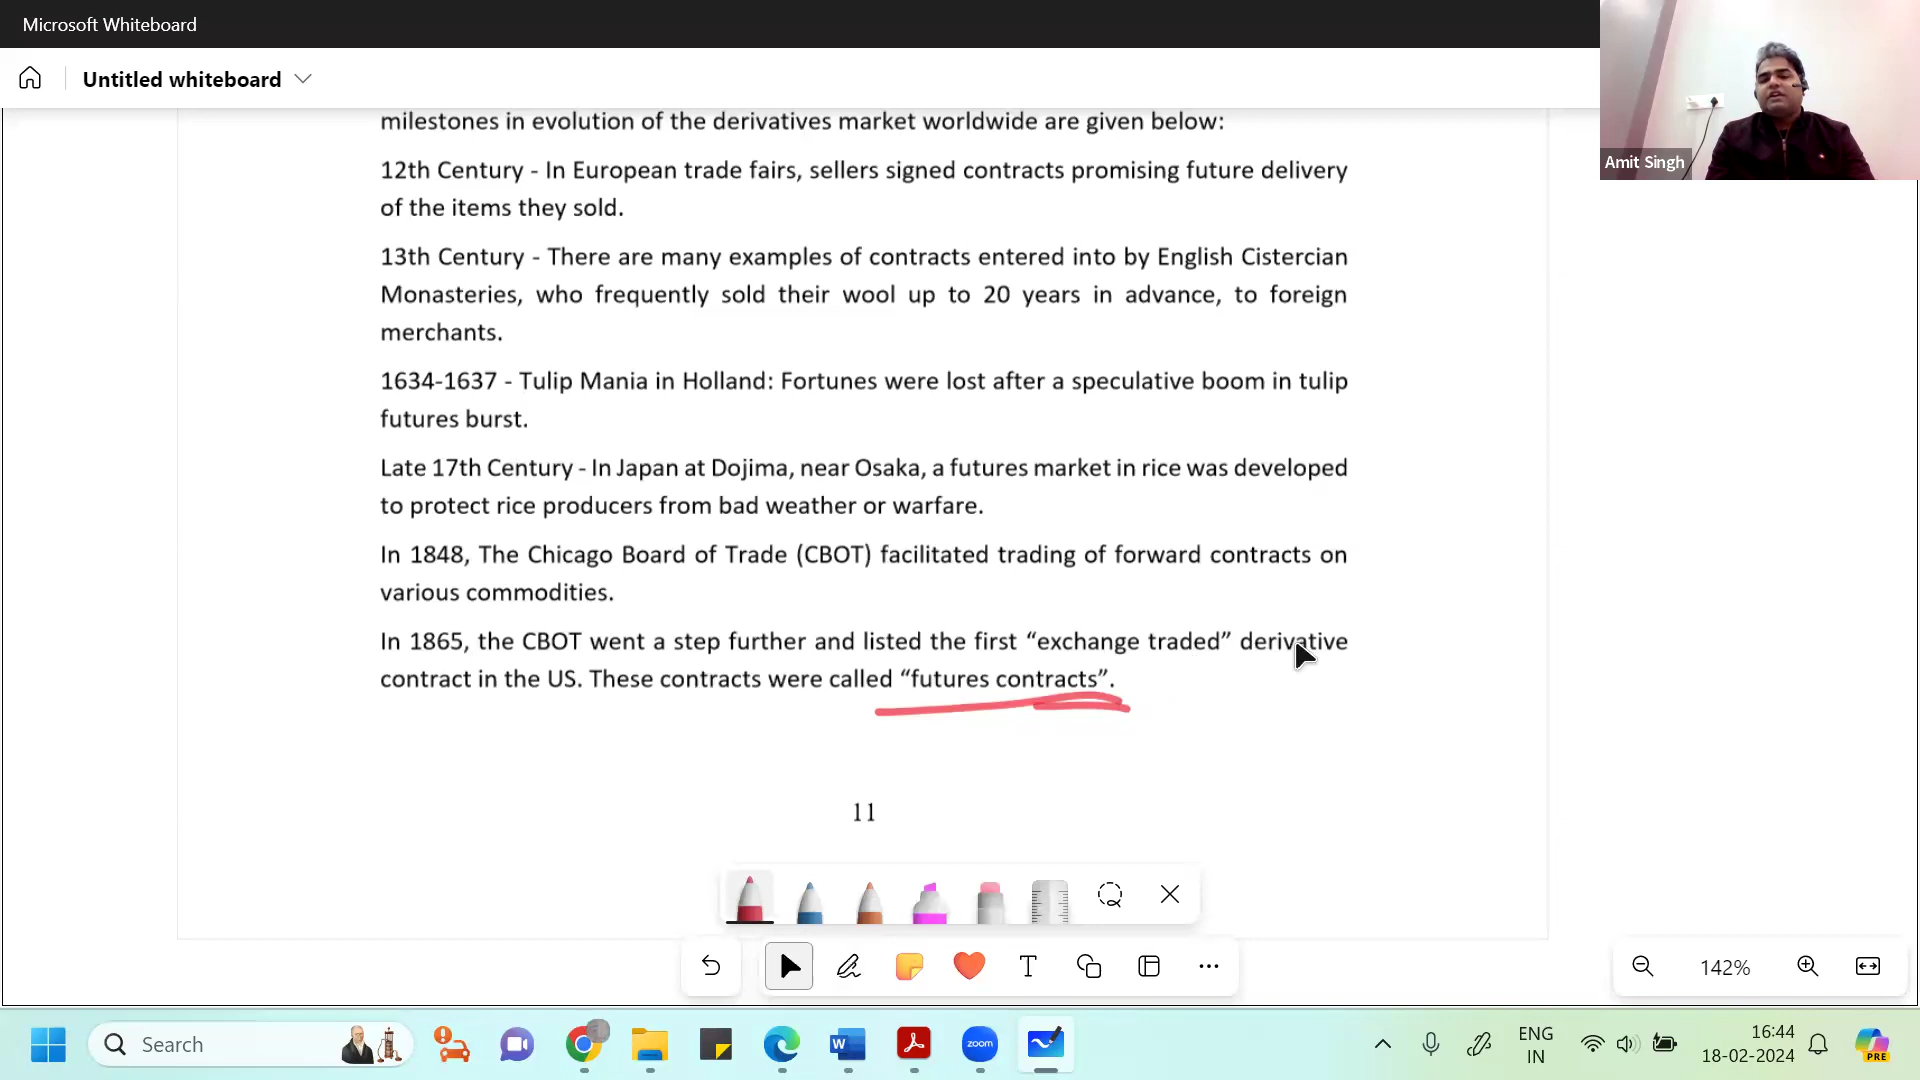 Microsoft Whiteboard
Untitled whiteboard
Amit Singh
milestones in evolution of the derivatives market worldwide are given below:
12th Century - In European trade fairs, sellers signed contracts promising future delivery
of the items they sold.
13th Century - There are many examples of contracts entered into by English Cistercian
Monasteries, who frequently sold their wool up to 20 years in advance, to foreign
merchants.
1634-1637 - Tulip Mania in Holland: Fortunes were lost after a speculative boom in tulip
futures burst.
Late 17th Century - In Japan at Dojima, near Osaka, a futures market in rice was developed
to protect rice producers from bad weather or warfare.
In 1848, The Chicago Board of Trade (CBOT) facilitated trading of forward contracts on
various commodities.
In 1865, the CBOT went a step further and listed the first “exchange traded” derivative
contract in the US. These contracts were called “futures contracts”.
11
142%
Search
zoom
ENG
IN
16:44
18-02-2024
PRE